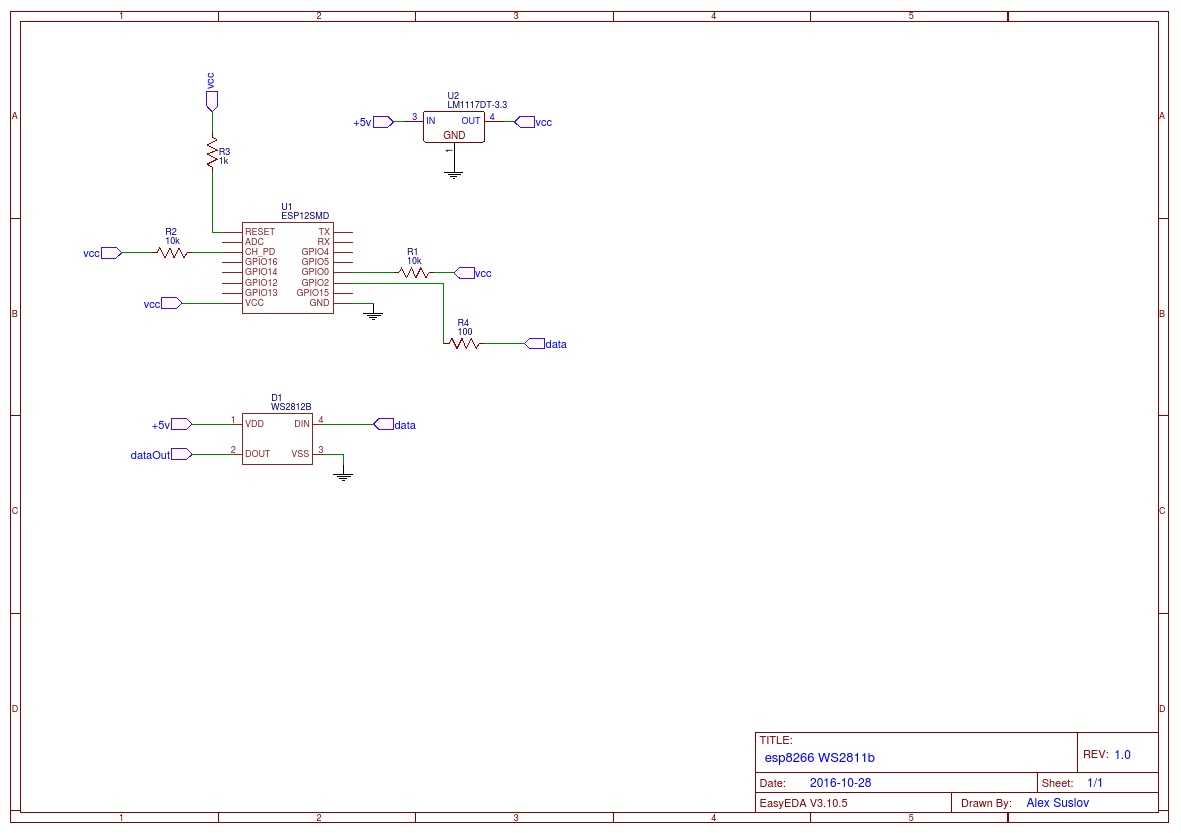 1 2 3 4 5
A A
B B
C C
D D
vcc
R3
1k
U2
LM1117DT-3.3
+5v 3 IN OUT 4 vcc
GND
1
U1
ESP12SMD
RESET TX
ADC RX
CH_PD GPIO4
GPIO16 GPIO5
GPIO14 GPIO0
GPIO12 GPIO2
GPIO13 GPIO15
VCC GND
R2
10k
vcc
vcc
R1
10k
vcc
R4
100
data
D1
WS2812B
+5v 1 VDD DIN 4 data
dataOut 2 DOUT VSS 3
TITLE:
esp8266 WS2811b
REV: 1.0
Date: 2016-10-28
Sheet: 1/1
EasyEDA V3.10.5
Drawn By: Alex Suslov
1 2 3 4 5